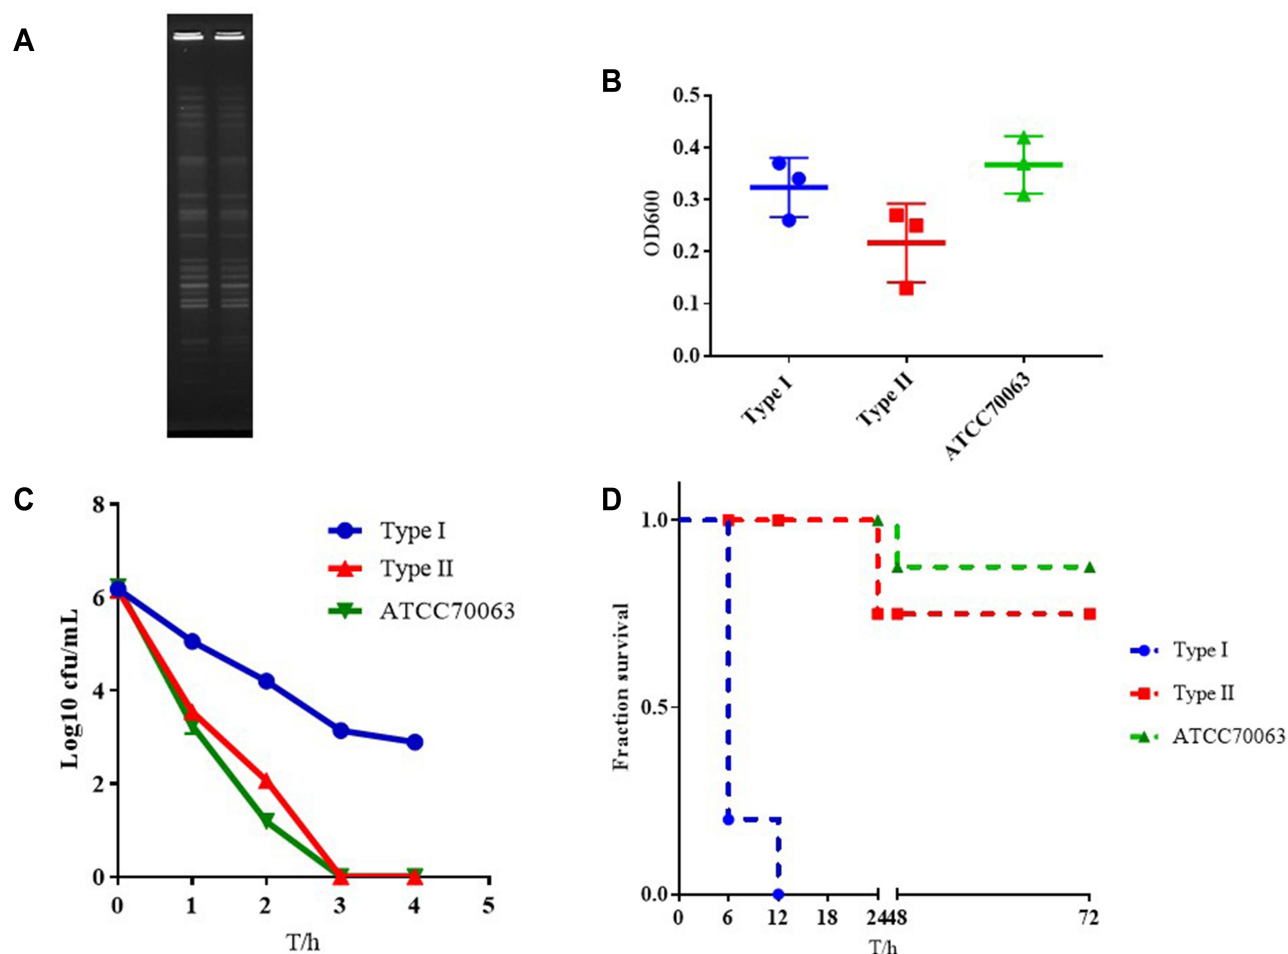 A
B
0.5
0.4
0.3
0.2
0.1
0.0
OD600
Type I
Type II
ATCC70063
C
8
6
4
2
0
Log10 cfu/mL
0 1 2 3 4 5
T/h
Type I
Type II
ATCC70063
D
1.0
0.5
0.0
Fraction survival
0 6 12 18 24 48 72
T/h
Type I
Type II
ATCC70063